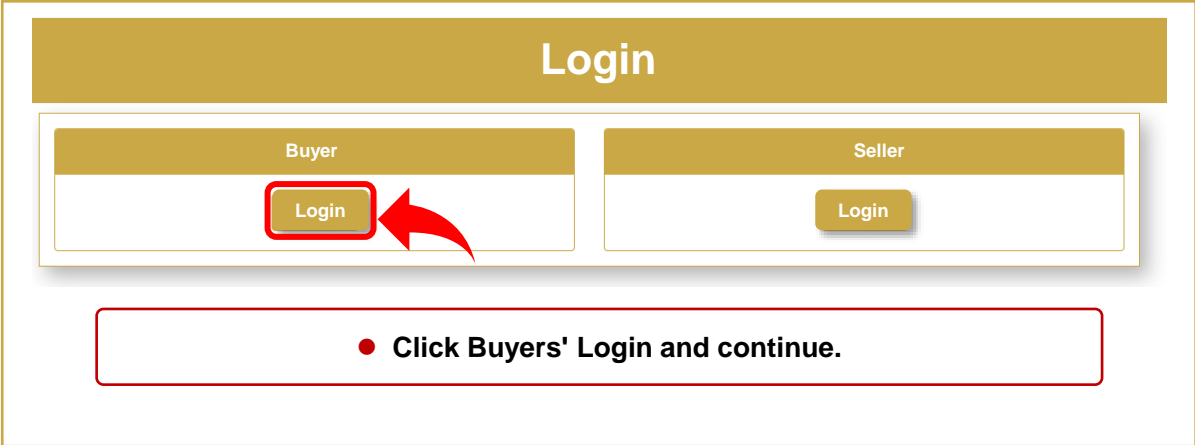 Login
Buyer
Login
Seller
Login
● Click Buyers' Login and continue.